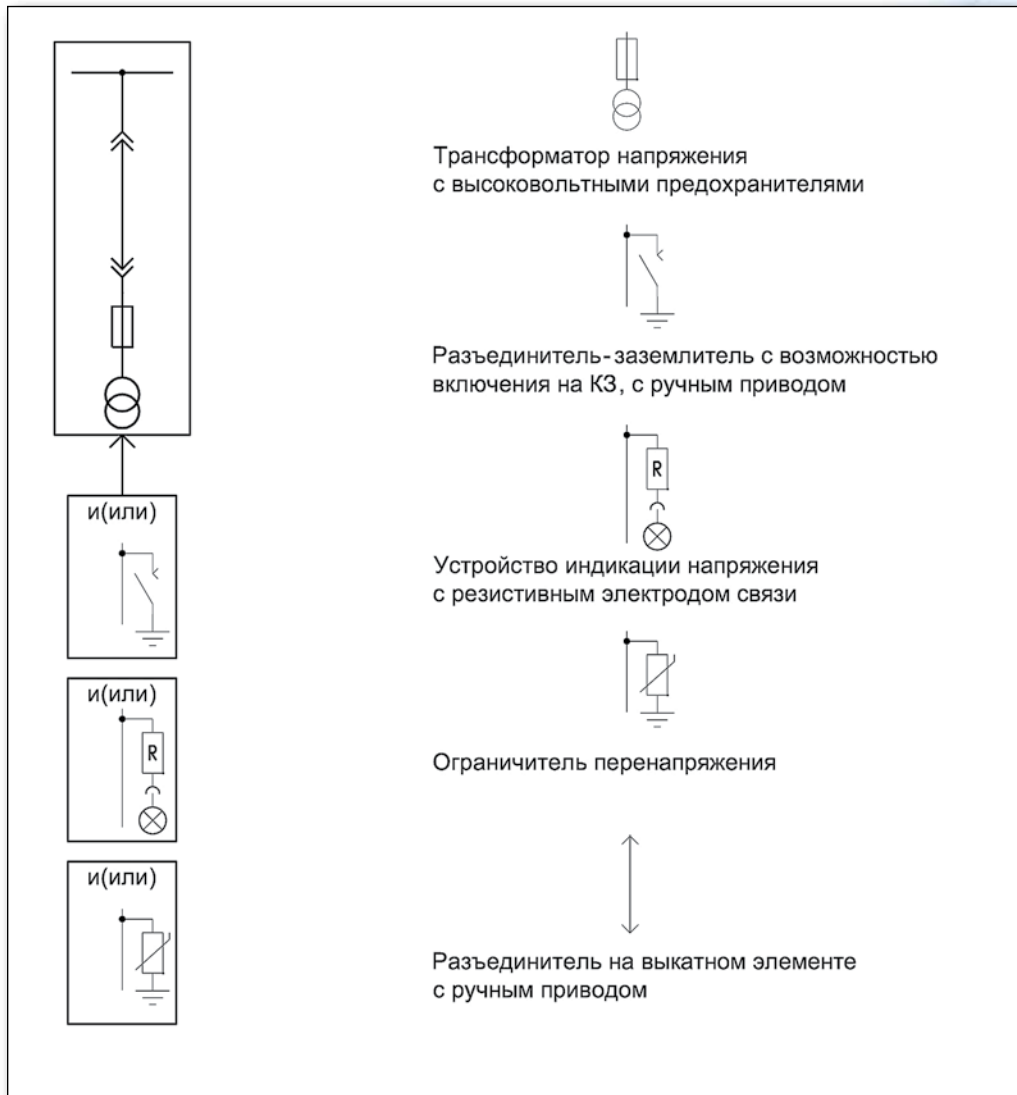 Трансформатор напряжения
с высоковольтными предохранителями
Разъединитель-заземлитель с возможностью
включения на КЗ, с ручным приводом
и(или)
R
Устройство индикации напряжения
с резистивным электродом связи
и(или)
R
Ограничитель перенапряжения
и(или)
Разъединитель на выкатном элементе
с ручным приводом